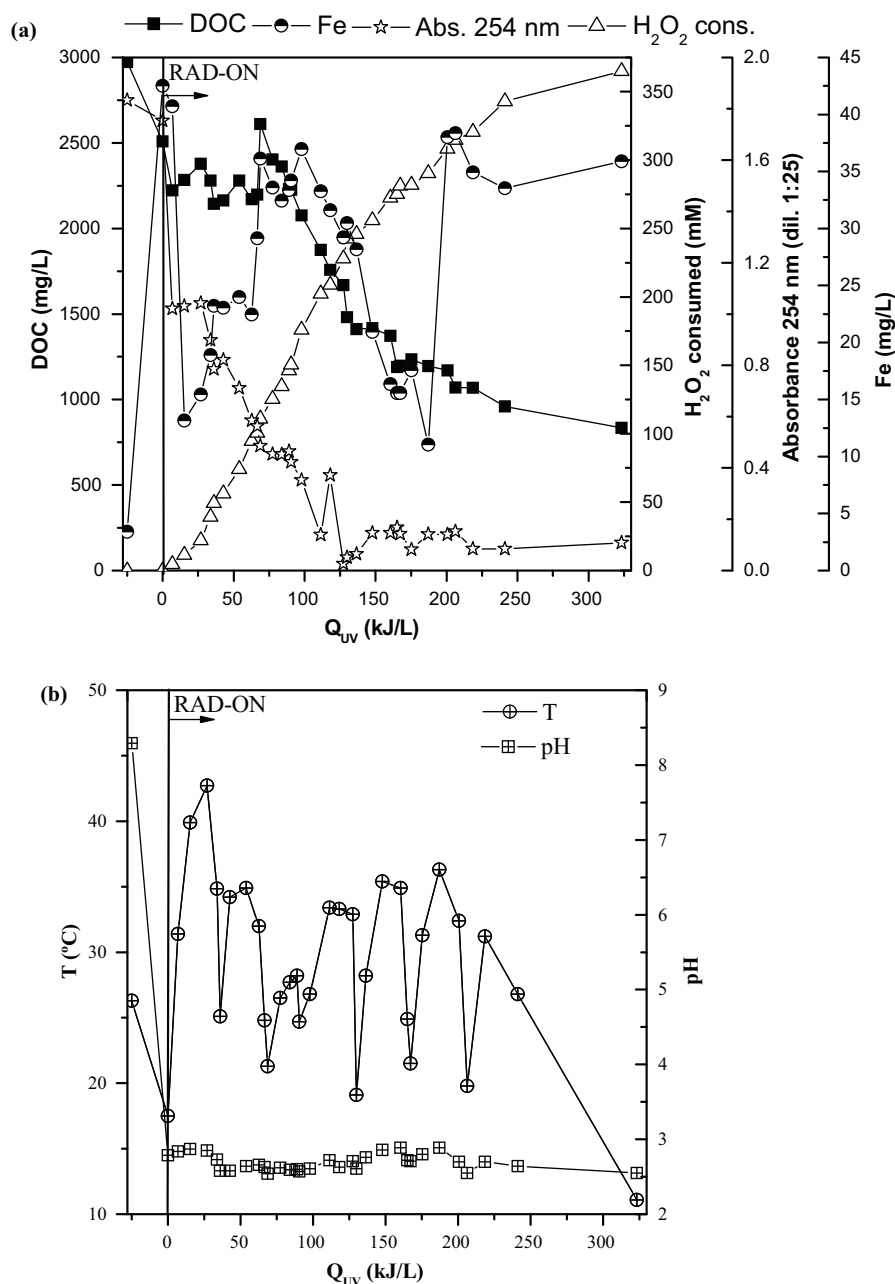 (a)
DOC Fe Abs. 254 nm H₂O₂ cons.
RAD-ON
3000
2500
2000
1500
1000
500
0
DOC (mg/L)
0 50 100 150 200 250 300
Q_UV (kJ/L)
350
300
250
200
150
100
50
0
H₂O₂ consumed (mM)
2.0
1.6
1.2
0.8
0.4
0.0
Absorbance 254 nm (dil. 1:25)
45
40
35
30
25
20
15
10
5
0
Fe (mg/L)
(b)
RAD-ON
T
pH
50
40
30
20
10
T (ºC)
0 50 100 150 200 250 300
Q_UV (kJ/L)
9
8
7
6
5
4
3
2
pH